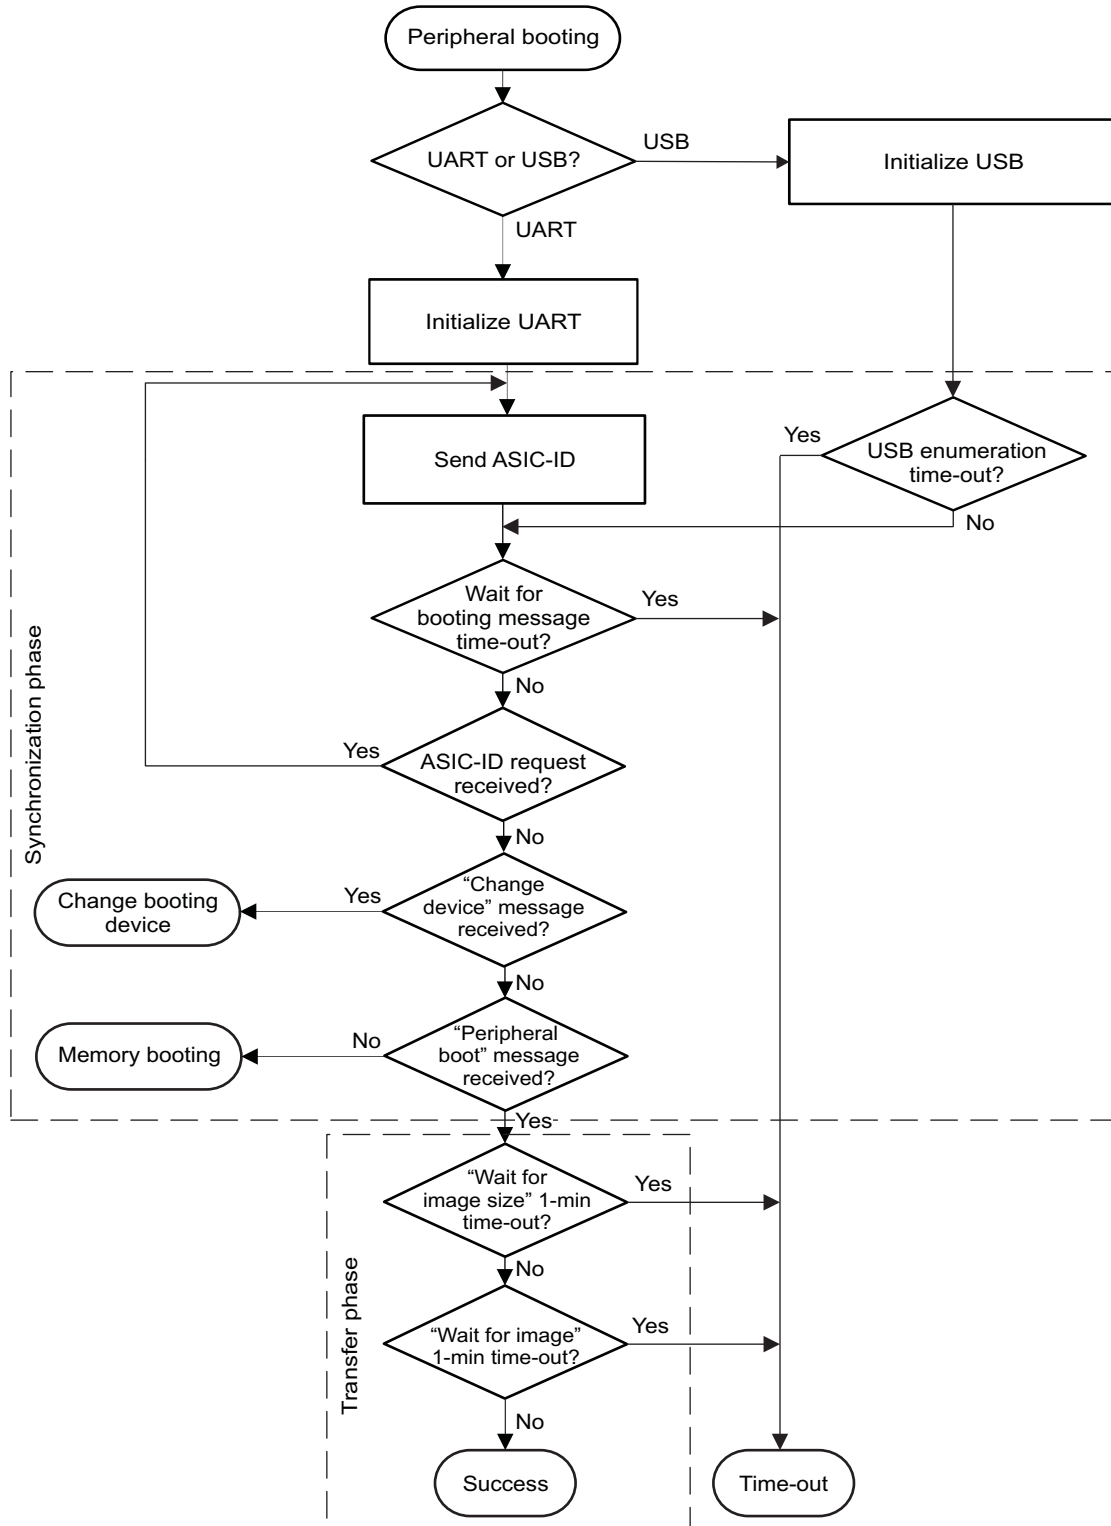 Peripheral booting
UART or USB?
USB
Initialize USB
UART
Initialize UART
Send ASIC-ID
Yes
USB enumeration
time-out?
No
Wait for
booting message
time-out?
Yes
No
Synchronization phase
Yes
ASIC-ID request
received?
No
Change booting
device
Yes
“Change
device” message
received?
No
Memory booting
No
“Peripheral
boot” message
received?
Yes
“Wait for
image size” 1-min
time-out?
Yes
No
Transfer phase
“Wait for image”
1-min time-out?
Yes
No
Success
Time-out